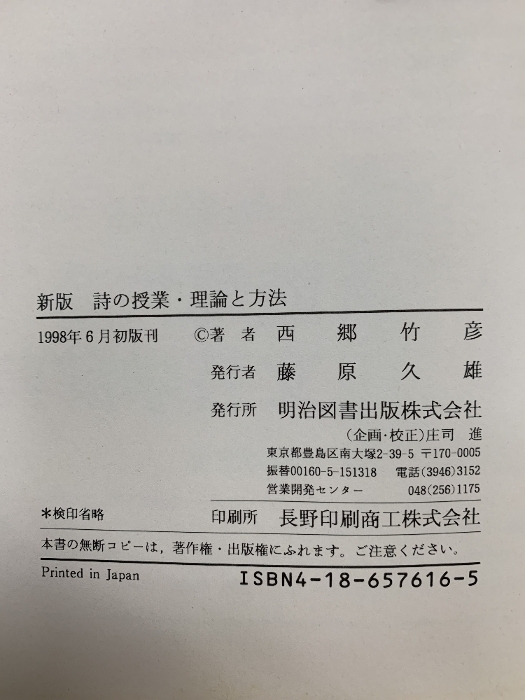 新版　詩の授業・理論と方法
1998年6月初版刊　©著　者　西　郷　竹　彦
発行者　藤　原　久　雄
発行所　明治図書出版株式会社
(企画・校正)庄司　進
東京都豊島区南大塚2-39-5　〒170-0005
振替00160-5-151318　電話(3946)3152
営業開発センター　048(256)1175
*検印省略　印刷所　長野印刷商工株式会社
本書の無断コピーは，著作権・出版権にふれます。ご注意ください。
Printed in Japan　ISBN4-18-657616-5